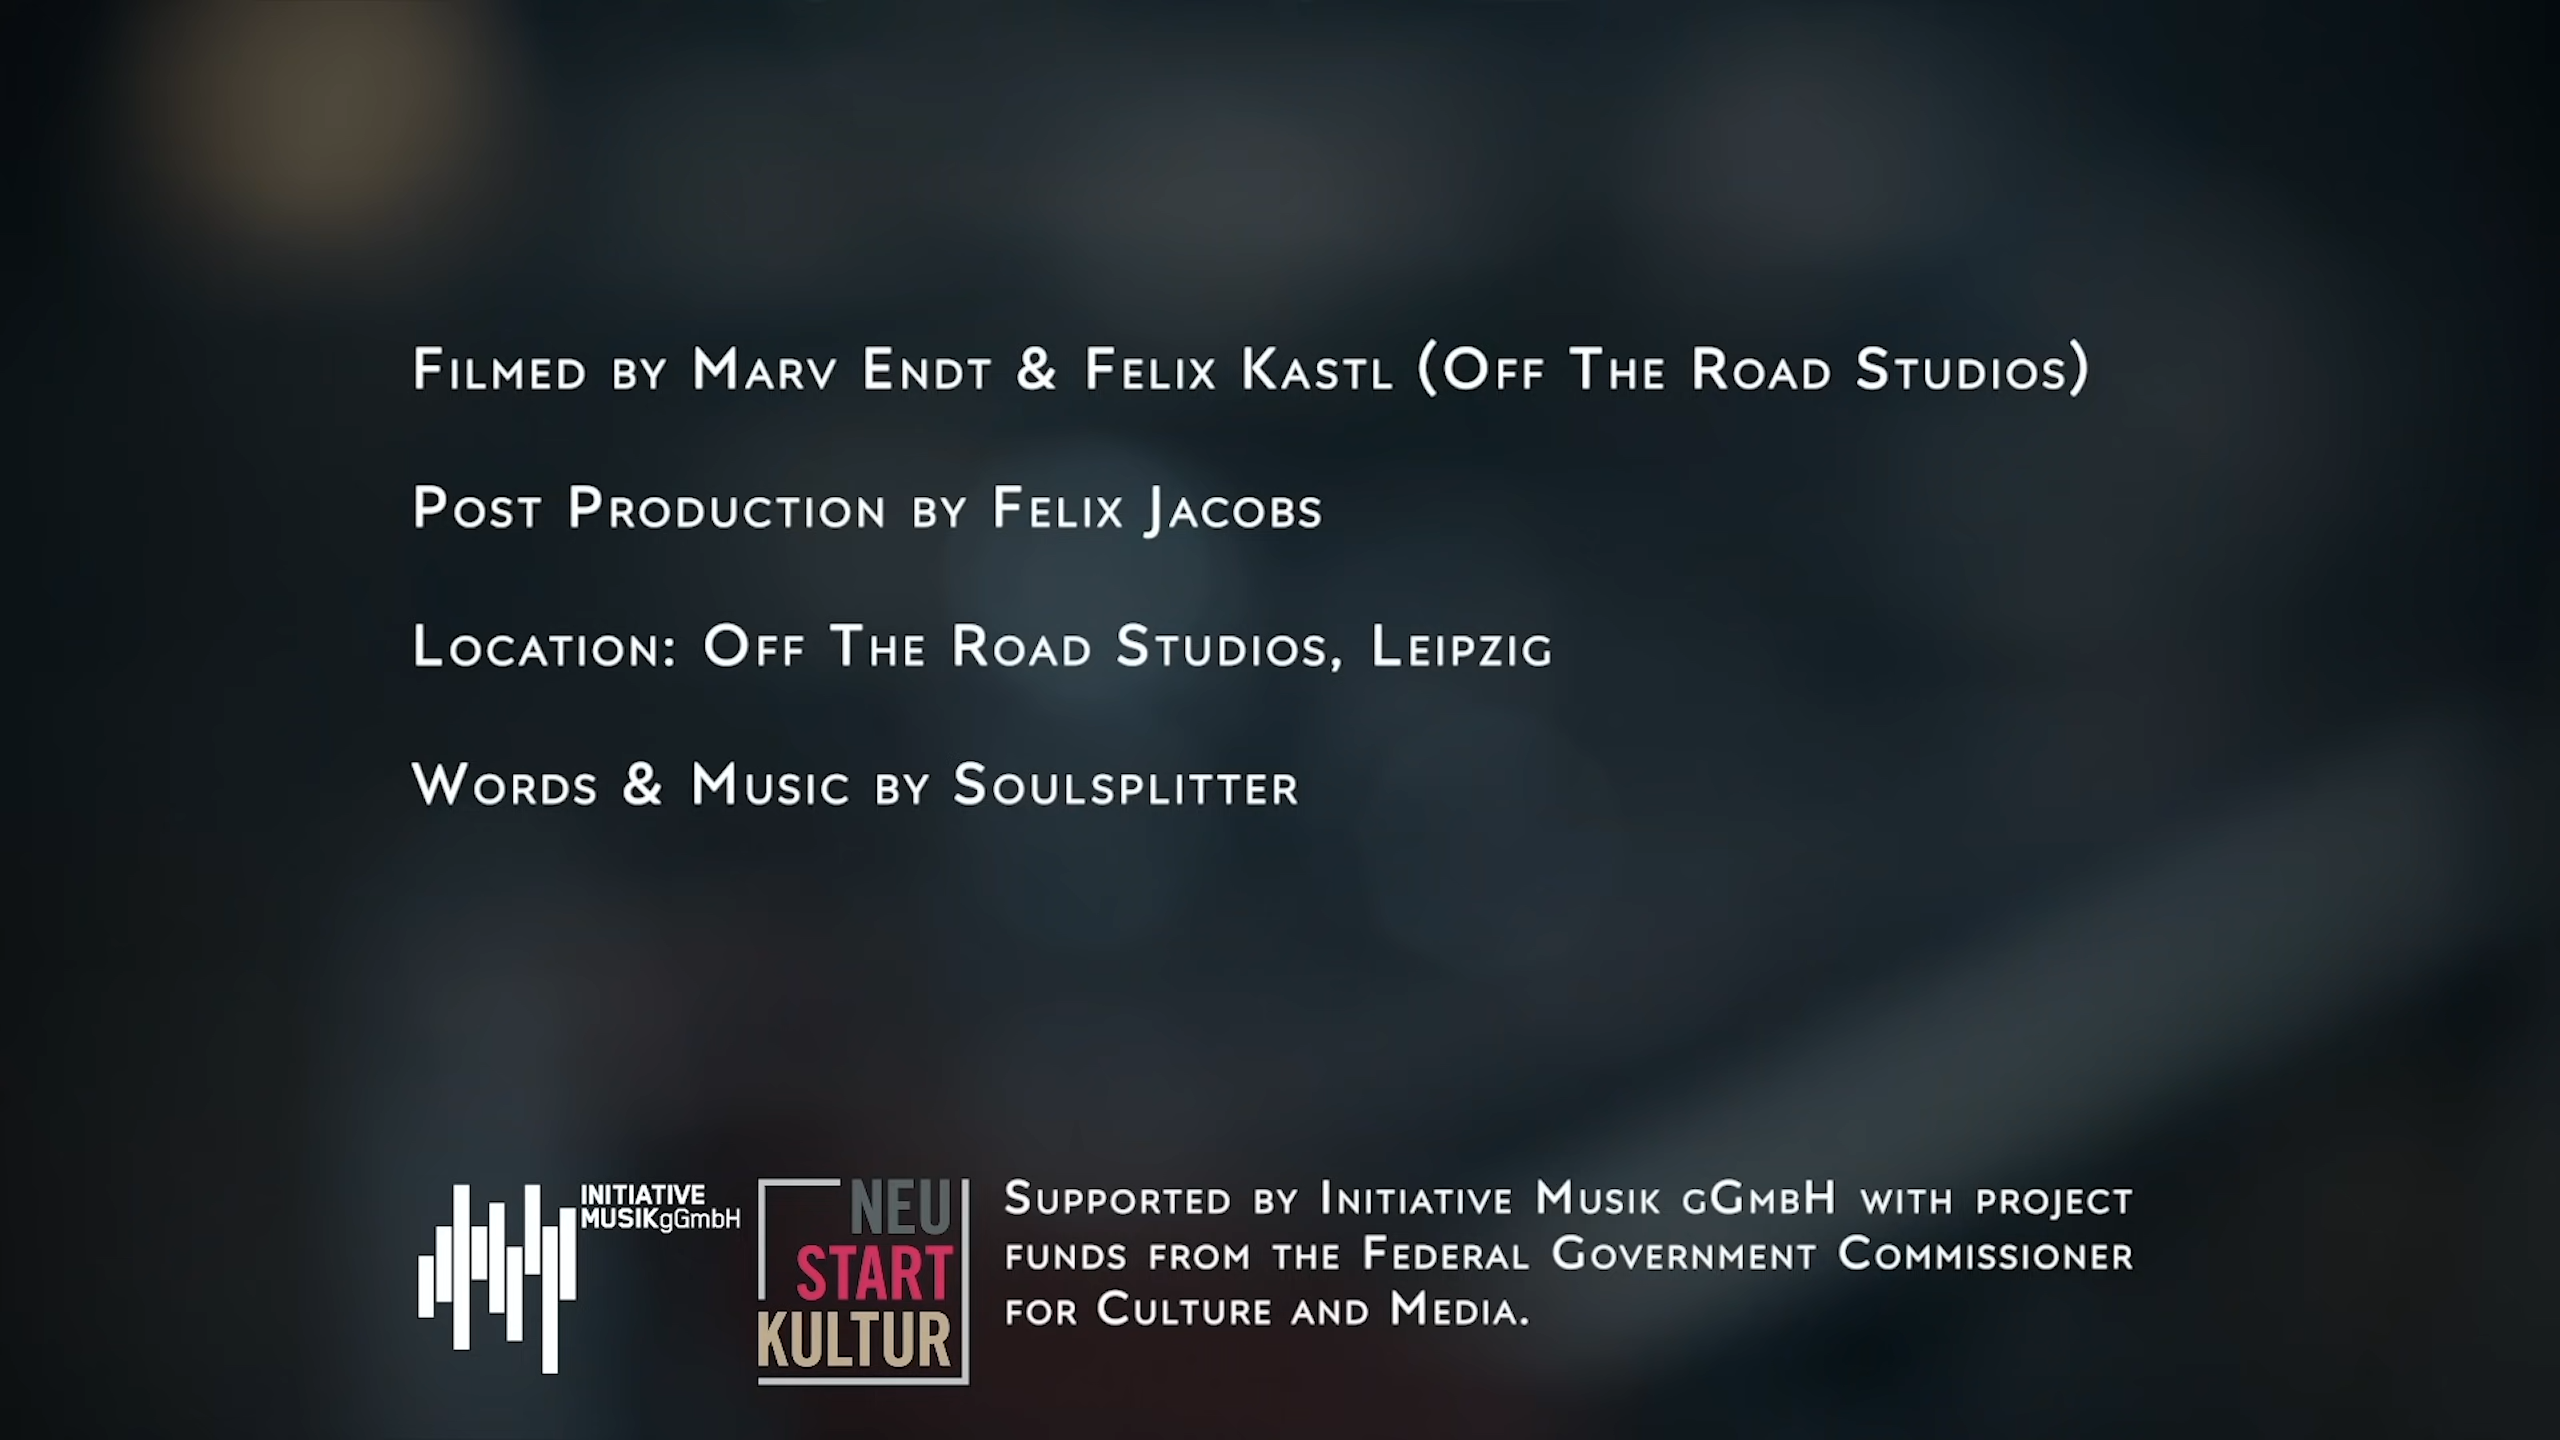 Filmed by Marv Endt & Felix Kastl (Off The Road Studios)
Post Production by Felix Jacobs
Location: Off The Road Studios, Leipzig
Words & Music by Soulsplitter
INITIATIVE
MUSIKgGmbH
NEU
START
KULTUR
Supported by Initiative Musik gGmbH with project
funds from the Federal Government Commissioner
for Culture and Media.